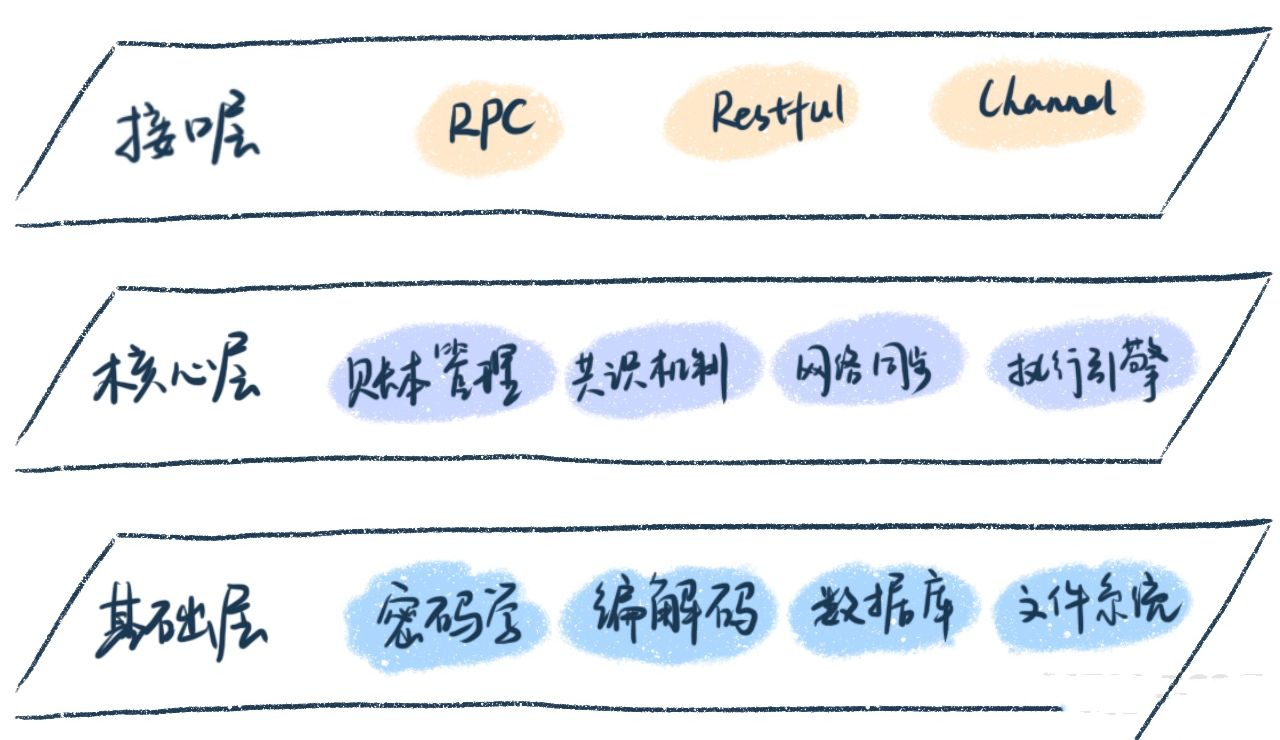 接口层 RPC Restful Channel
核心层 账本管理 共识机制 网络同步 执行引擎
基础层 密码学 编解码 数据库 文件系统